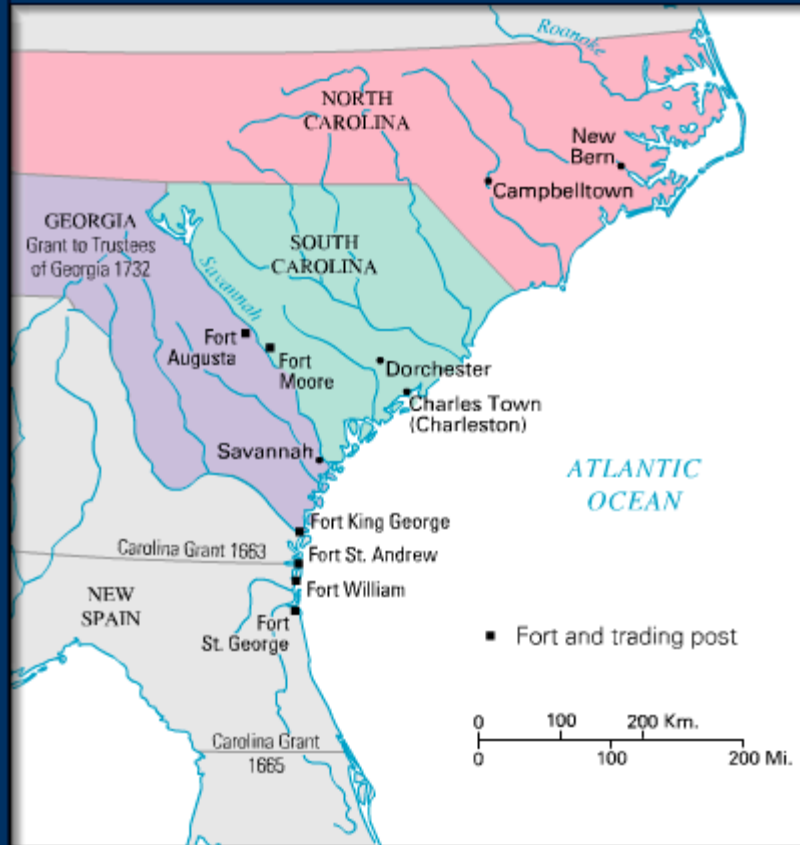 Roanoke
NORTH
CAROLINA
New
Bern
Campbelltown
GEORGIA
Grant to Trustees
of Georgia 1732
SOUTH
CAROLINA
Savannah
Fort
Augusta
Fort
Moore
Dorchester
Charles Town
(Charleston)
Savannah
ATLANTIC
OCEAN
Fort King George
Carolina Grant 1663
Fort St. Andrew
Fort William
NEW
SPAIN
Fort
St. George
Fort and trading post
Carolina Grant
1665
0 100 200 Km.
0 100 200 Mi.